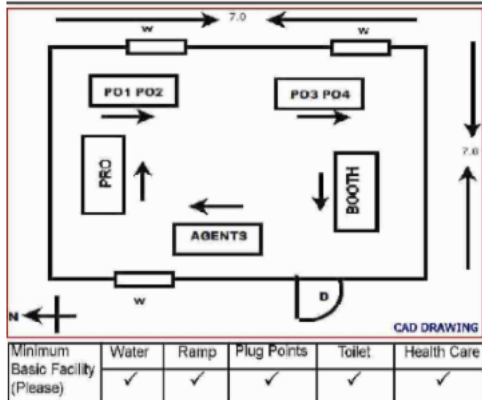 7.0
W
W
PO1 PO2
PO3 PO4
7.0
PRO
BOOTH
AGENTS
W
D
N
CAD DRAWING
Minimum Basic Facility (Please)
Water
Ramp
Plug Points
Toilet
Health Care
✓ ✓ ✓ ✓ ✓